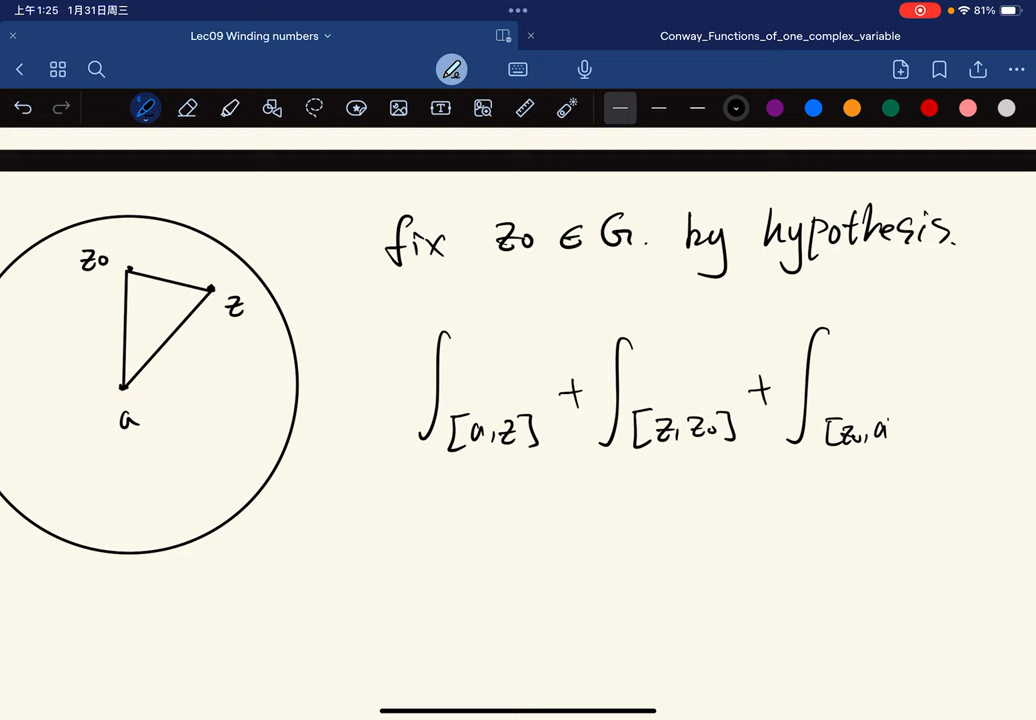 上午1:25 1月31日周三
81%
Lec09 Winding numbers
Conway_Functions_of_one_complex_variable
fix z₀ ∈ G. by hypothesis.
z₀
z
a
∫[a,z] + ∫[z,z₀] + ∫[z₀,a